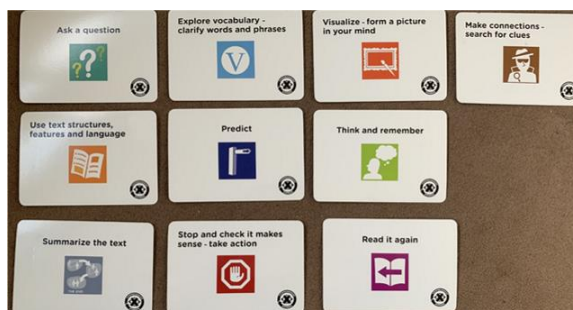 Ask a question
Explore vocabulary -
clarify words and phrases
V
Visualize - form a picture
in your mind
Make connections -
search for clues
Use text structures,
features and language
Predict
Think and remember
Summarize the text
Stop and check it makes
sense - take action
Read it again